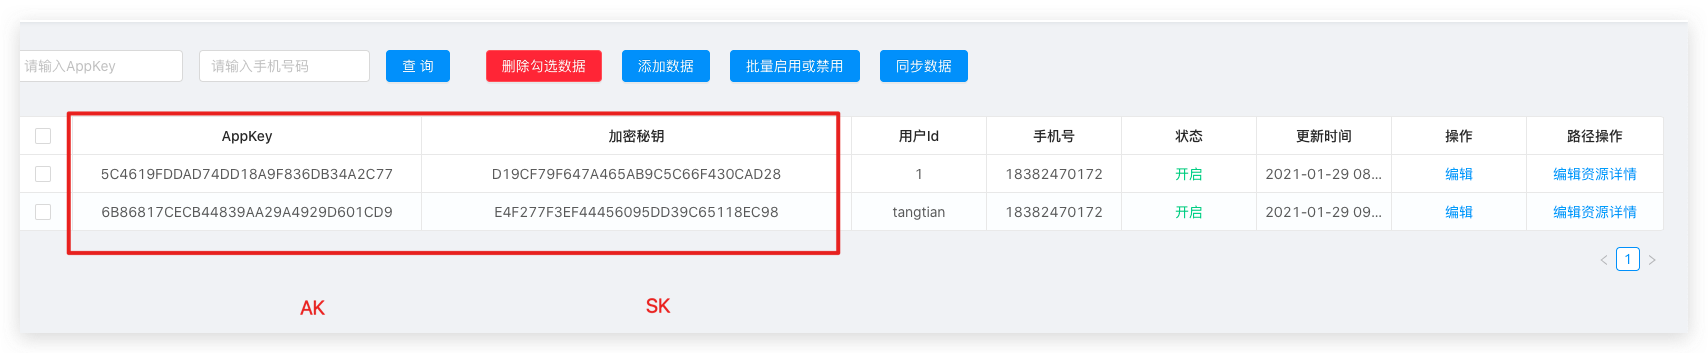 请输入AppKey 请输入手机号码 查 询 删除勾选数据 添加数据 批量启用或禁用 同步数据
AppKey 加密秘钥 用户Id 手机号 状态 更新时间 操作 路径操作
5C4619FDDAD74DD18A9F836DB34A2C77 D19CF79F647A465AB9C5C66F430CAD28 1 18382470172 开启 2021-01-29 08... 编辑 编辑资源详情
6B86817CECB44839AA29A4929D601CD9 E4F277F3EF44456095DD39C65118EC98 tangtian 18382470172 开启 2021-01-29 09... 编辑 编辑资源详情
< 1 >
AK SK